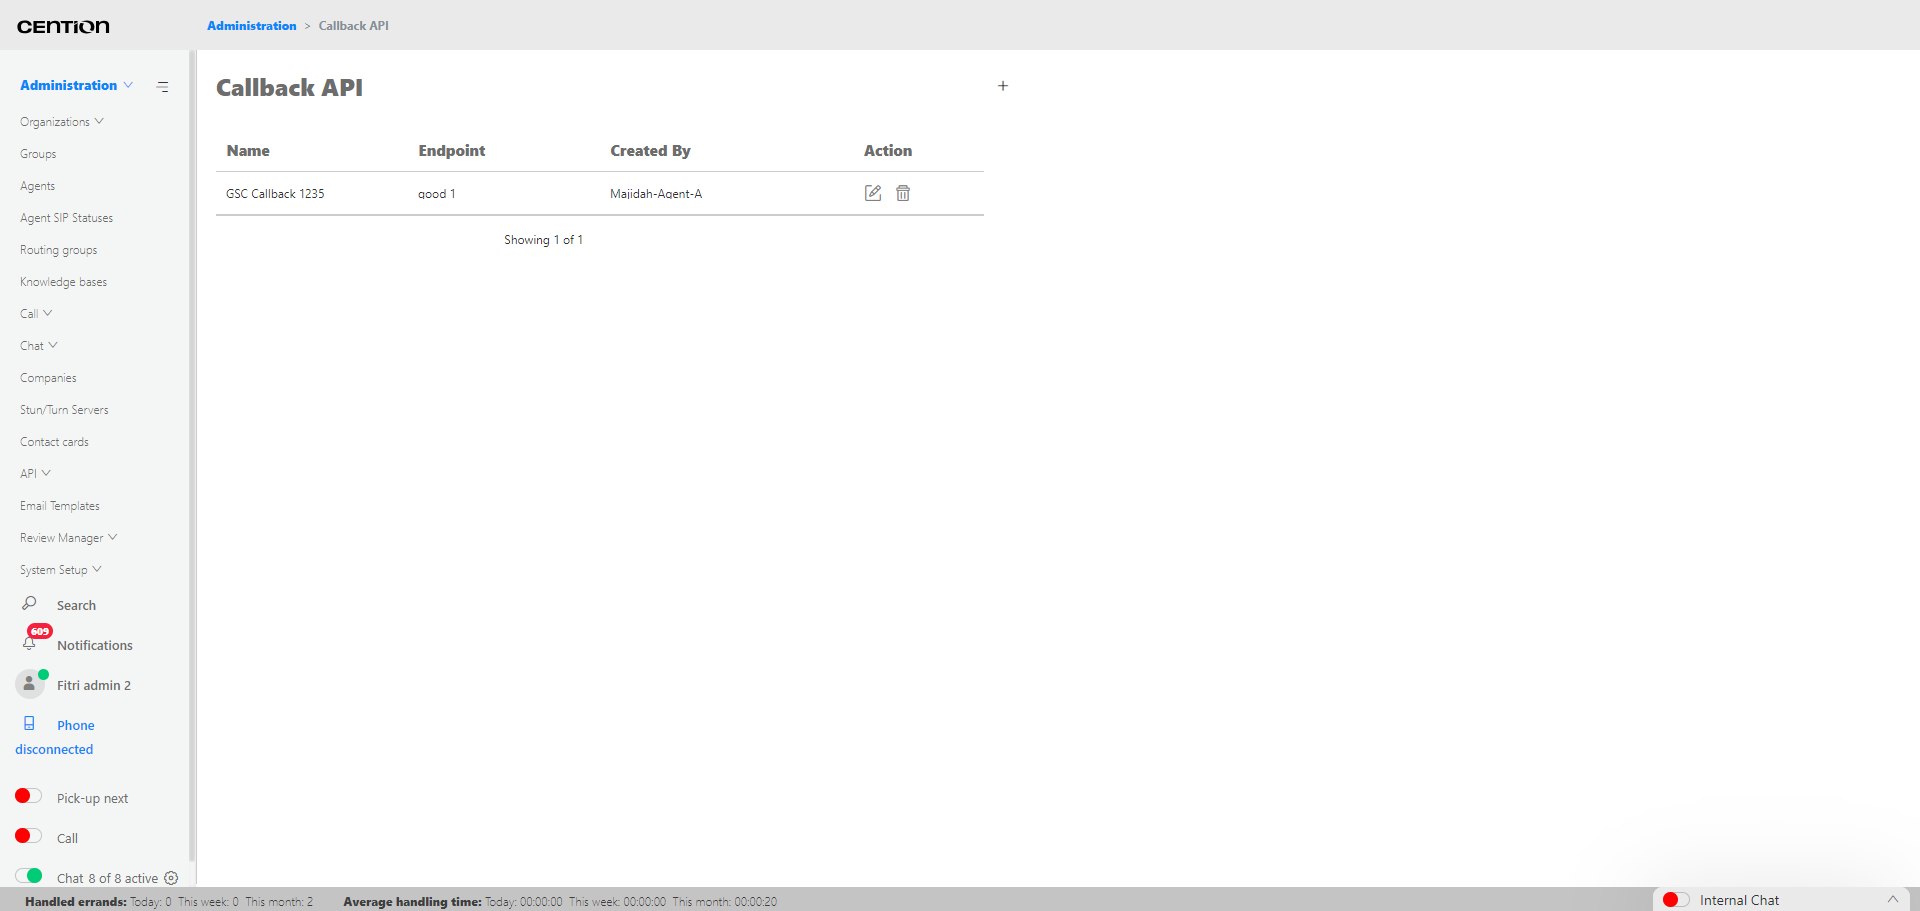 CENTION
Administration > Callback API
Administration
Organizations
Groups
Agents
Agent SIP Statuses
Routing groups
Knowledge bases
Call
Chat
Companies
Stun/Turn Servers
Contact cards
API
Email Templates
Review Manager
System Setup
Search
609
Notifications
Fitri admin 2
Phone
disconnected
Pick-up next
Call
Chat 8 of 8 active
Callback API
+
Name Endpoint Created By Action
GSC Callback 1235 good 1 Majidah-Agent-A
Showing 1 of 1
Handled errands: Today: 0 This week: 0 This month: 2 Average handling time: Today: 00:00:00 This week: 00:00:00 This month: 00:00:20
Internal Chat